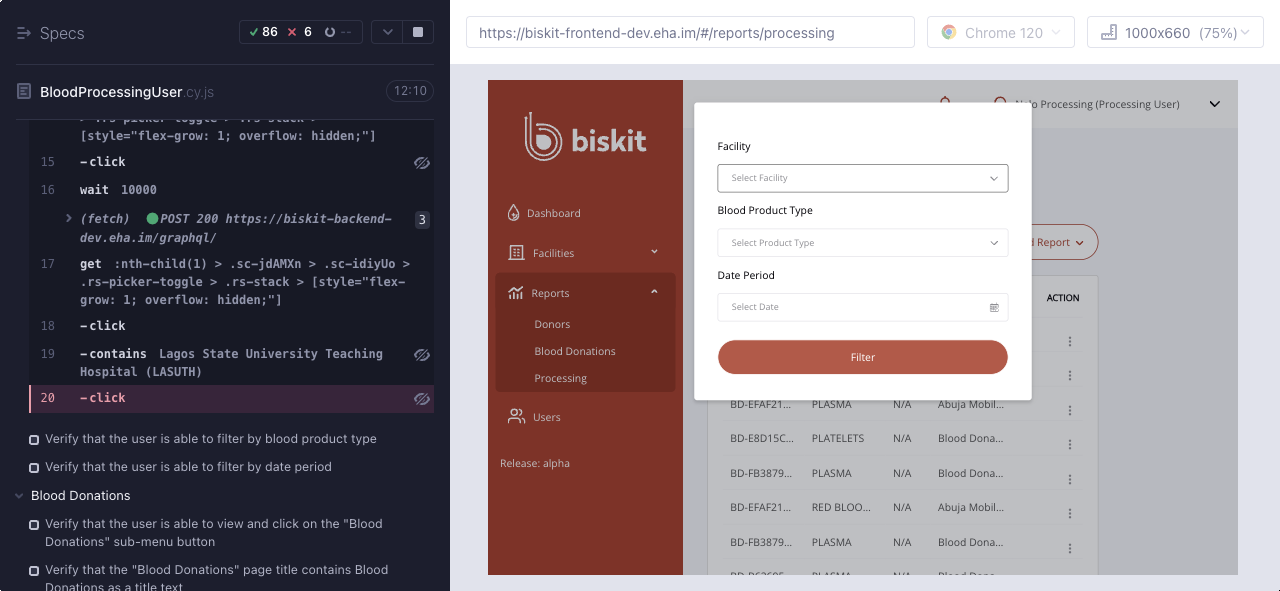 Specs
86
6
--
BloodProcessingUser.cy.js
12:10
> .rs-picker-toggle > .rs-stack >
[style="flex-grow: 1; overflow: hidden;"]
15 -click
16 wait 10000
(fetch) POST 200 https://biskit-backend-
dev.eha.im/graphql/
3
17 get :nth-child(1) > .sc-jdAMXn > .sc-idiyUo >
.rs-picker-toggle > .rs-stack > [style="flex-
grow: 1; overflow: hidden;"]
18 -click
19 -contains Lagos State University Teaching
Hospital (LASUTH)
20 -click
Verify that the user is able to filter by blood product type
Verify that the user is able to filter by date period
Blood Donations
Verify that the user is able to view and click on the "Blood
Donations" sub-menu button
Verify that the "Blood Donations" page title contains Blood
Donations as a title text
https://biskit-frontend-dev.eha.im/#/reports/processing
Chrome 120
1000x660 (75%)
biskit
Dashboard
Facilities
Reports
Donors
Blood Donations
Processing
Users
Release: alpha
Processing (Processing User)
Facility
Select Facility
Blood Product Type
Select Product Type
Date Period
Select Date
Filter
Report
ACTION
BD-EFAF21... PLASMA N/A Abuja Mobil...
BD-E8D15C... PLATELETS N/A Blood Dona...
BD-FB3879... PLASMA N/A Blood Dona...
BD-EFAF21... RED BLOO... N/A Abuja Mobil...
BD-FB3879... PLASMA N/A Blood Dona...
PLASMA N/A Blood Dona...